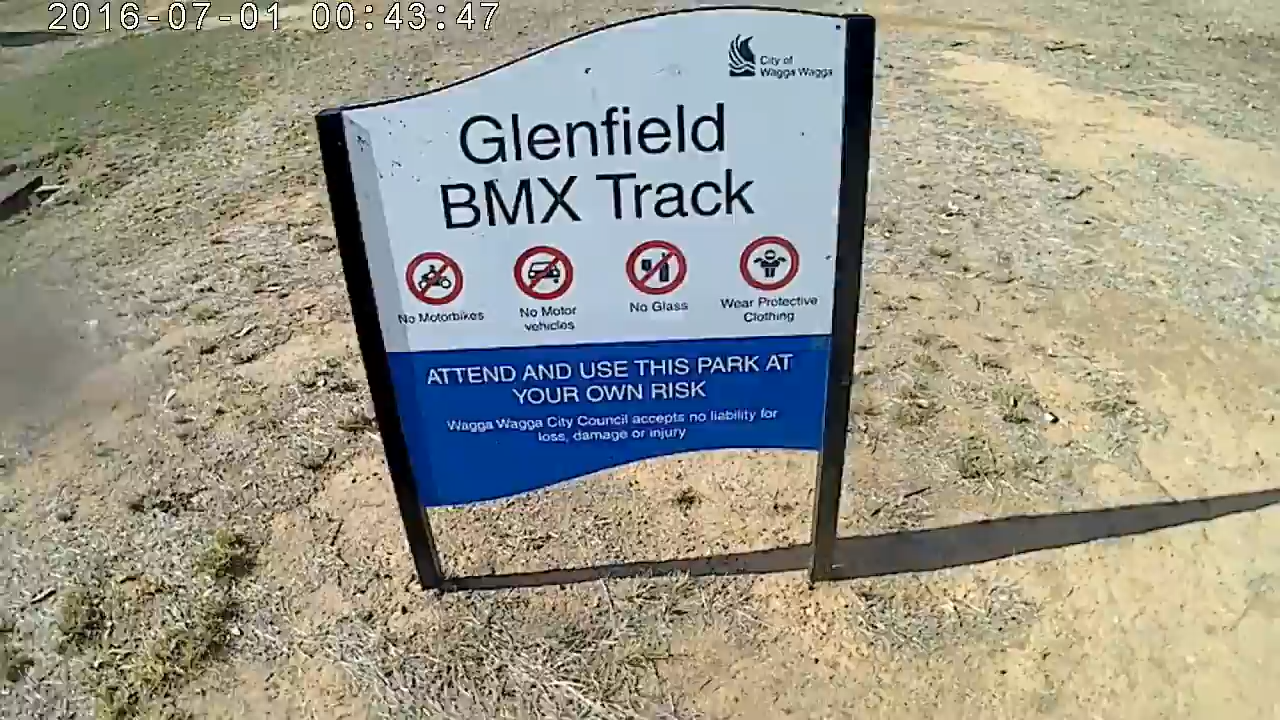 2016-07-01 00:43:47
City of
Wagga Wagga
Glenfield
BMX Track
No Motorbikes
No Motor
vehicles
No Glass
Wear Protective
Clothing
ATTEND AND USE THIS PARK AT
YOUR OWN RISK
Wagga Wagga City Council accepts no liability for
loss, damage or injury